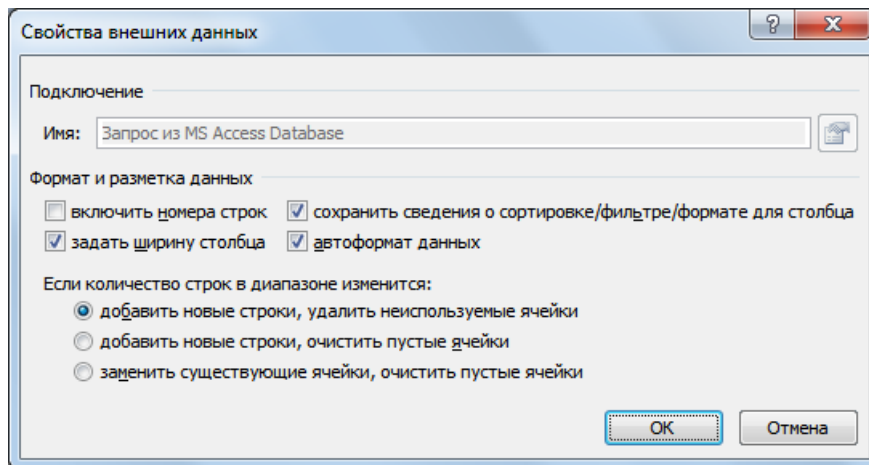 Свойства внешних данных
?
X
Подключение
Имя: Запрос из MS Access Database
Формат и разметка данных
включить номера строк
сохранить сведения о сортировке/фильтре/формате для столбца
задать ширину столбца
автоформат данных
Если количество строк в диапазоне изменится:
добавить новые строки, удалить неиспользуемые ячейки
добавить новые строки, очистить пустые ячейки
заменить существующие ячейки, очистить пустые ячейки
ОК
Отмена